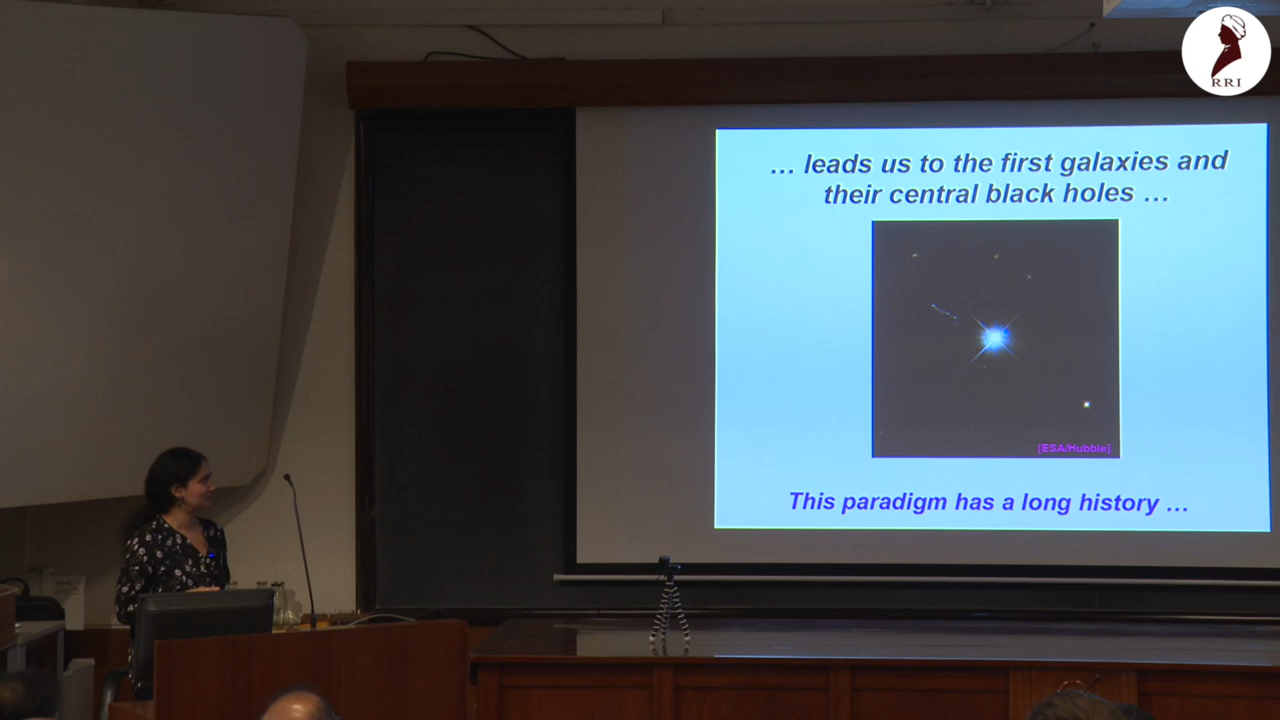 RRI
... leads us to the first galaxies and
their central black holes ...
[ESA/Hubble]
This paradigm has a long history ...